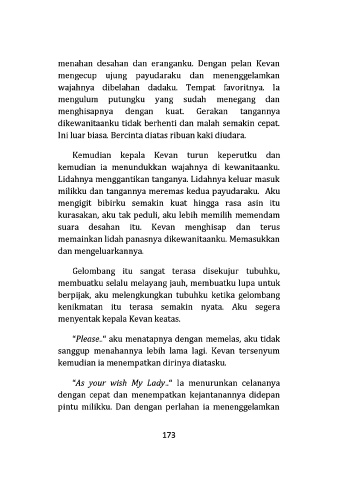 menahan desahan dan eranganku. Dengan pelan Kevan
mengecup ujung payudaraku dan menenggelamkan
wajahnya dibelahan dadaku. Tempat favoritnya. Ia
mengulum putungku yang sudah menegang dan
menghisapnya dengan kuat. Gerakan tangannya
dikewanitaanku tidak berhenti dan malah semakin cepat.
Ini luar biasa. Bercinta diatas ribuan kaki diudara.
Kemudian kepala Kevan turun keperutku dan
kemudian ia menundukkan wajahnya di kewanitaanku.
Lidahnya menggantikan tanganya. Lidahnya keluar masuk
milikku dan tangannya meremas kedua payudaraku. Aku
mengigit bibirku semakin kuat hingga rasa asin itu
kurasakan, aku tak peduli, aku lebih memilih memendam
suara desahan itu. Kevan menghisap dan terus
memainkan lidah panasnya dikewanitaanku. Memasukkan
dan mengeluarkannya.
Gelombang itu sangat terasa disekujur tubuhku,
membuatku selalu melayang jauh, membuatku lupa untuk
berpijak, aku melengkungkan tubuhku ketika gelombang
kenikmatan itu terasa semakin nyata. Aku segera
menyentak kepala Kevan keatas.
"Please.." aku menatapnya dengan memelas, aku tidak
sanggup menahannya lebih lama lagi. Kevan tersenyum
kemudian ia menempatkan dirinya diatasku.
"As your wish My Lady.." Ia menurunkan celananya
dengan cepat dan menempatkan kejantanannya didepan
pintu milikku. Dan dengan perlahan ia menenggelamkan
173